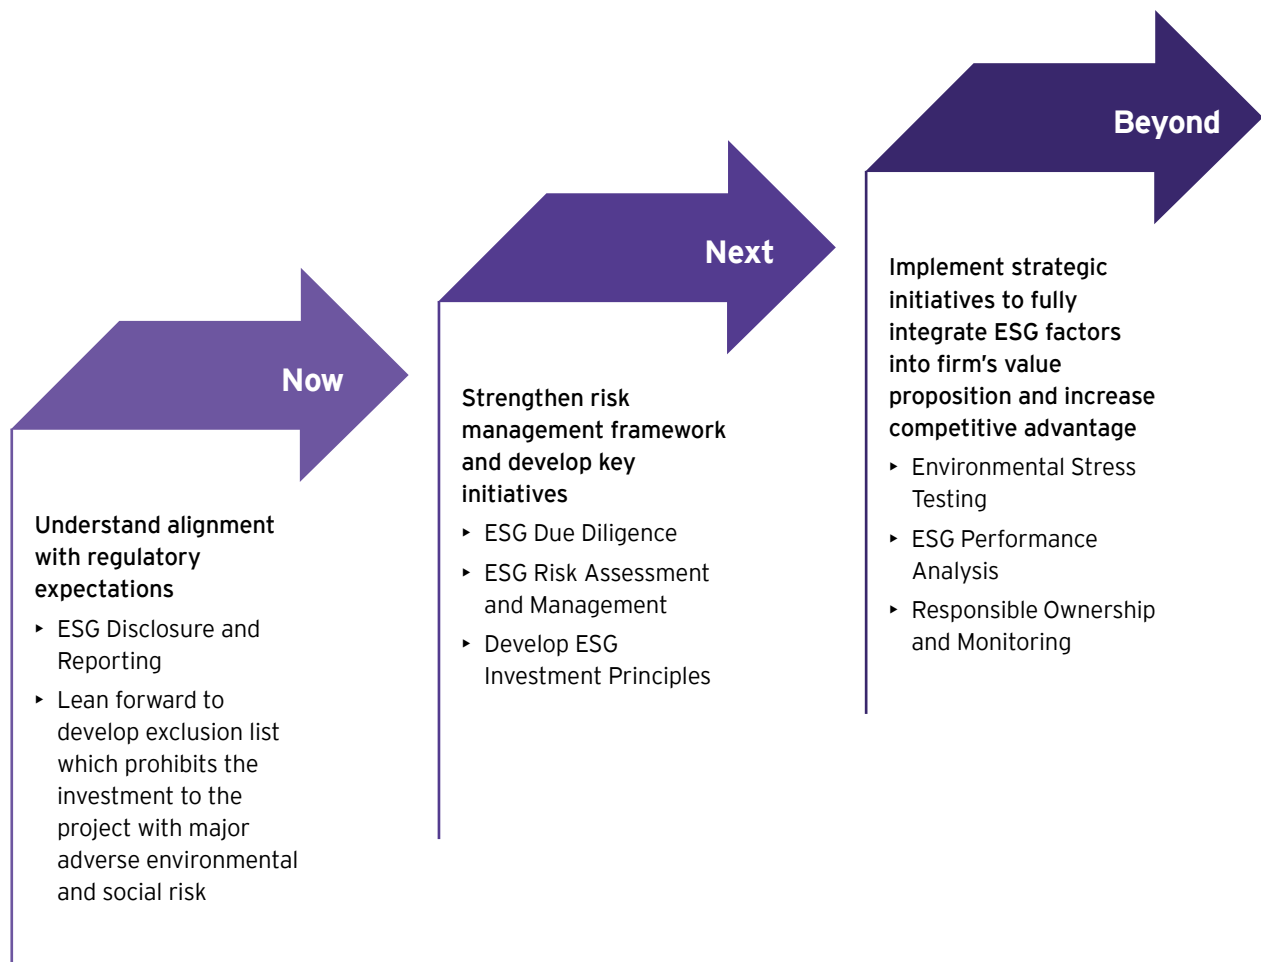 Now
Understand alignment
with regulatory
expectations
‣ ESG Disclosure and
Reporting
‣ Lean forward to
develop exclusion list
which prohibits the
investment to the
project with major
adverse environmental
and social risk
Next
Strengthen risk
management framework
and develop key
initiatives
‣ ESG Due Diligence
‣ ESG Risk Assessment
and Management
‣ Develop ESG
Investment Principles
Beyond
Implement strategic
initiatives to fully
integrate ESG factors
into firm’s value
proposition and increase
competitive advantage
‣ Environmental Stress
Testing
‣ ESG Performance
Analysis
‣ Responsible Ownership
and Monitoring